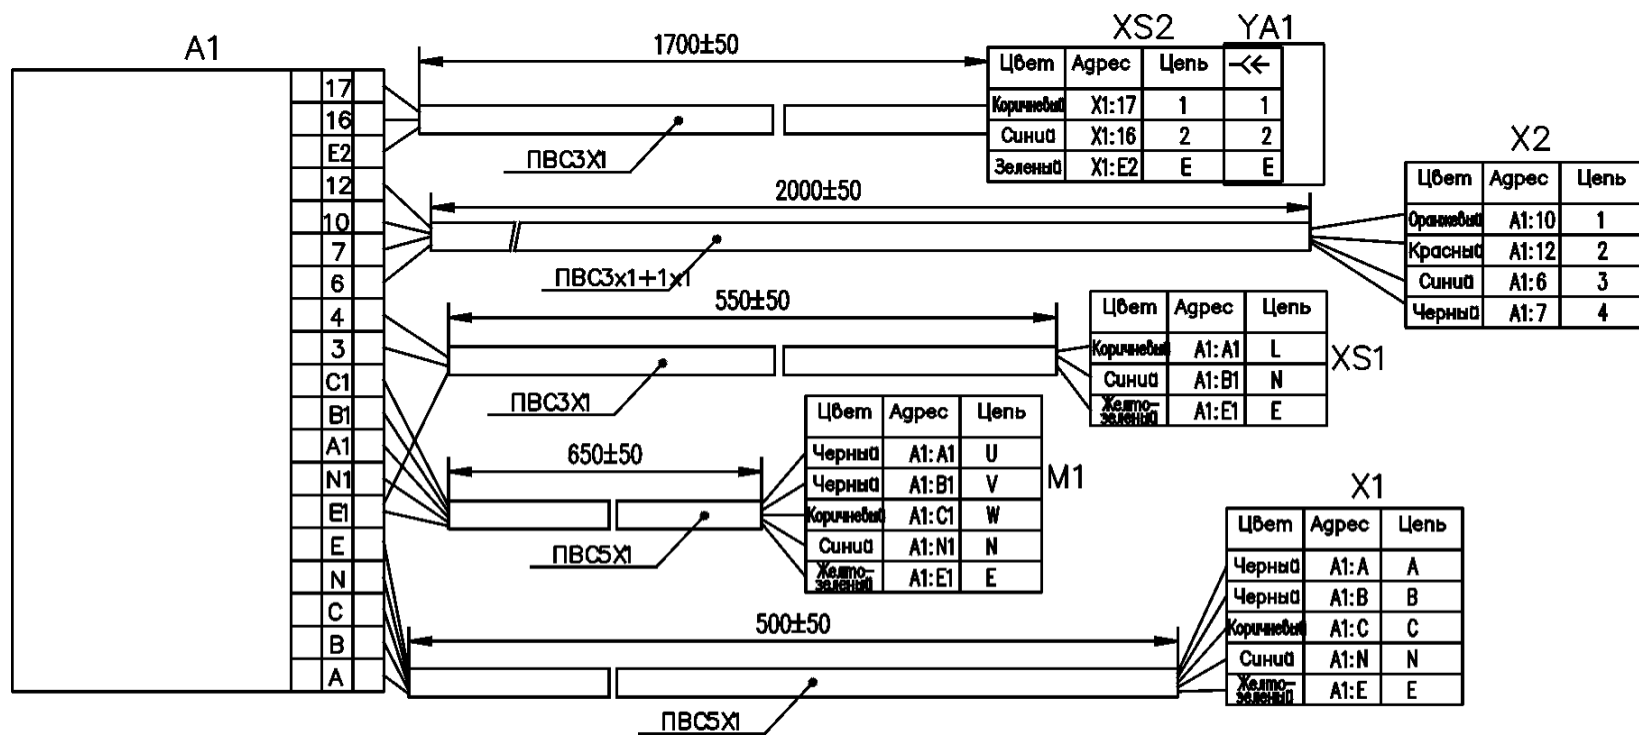 A1
17
16
E2
12
10
7
6
4
3
C1
B1
A1
N1
E1
E
N
C
B
A
1700±50
ПВС3Х1
XS2 YA1
Цвет Адрес Цепь
Коричневый X1:17 1 1
Синий X1:16 2 2
Зеленый X1:E2 E E
2000±50
ПВС3х1+1х1
X2
Цвет Адрес Цепь
Оранжевый A1:10 1
Красный A1:12 2
Синий A1:6 3
Черный A1:7 4
550±50
ПВС3Х1
XS1
Цвет Адрес Цепь
Коричневый A1:A1 L
Синий A1:B1 N
Желто-
зеленый A1:E1 E
650±50
ПВС5Х1
M1
Цвет Адрес Цепь
Черный A1:A1 U
Черный A1:B1 V
Коричневый A1:C1 W
Синий A1:N1 N
Желто-
зеленый A1:E1 E
500±50
ПВС5Х1
X1
Цвет Адрес Цепь
Черный A1:A A
Черный A1:B B
Коричневый A1:C C
Синий A1:N N
Желто-
зеленый A1:E E